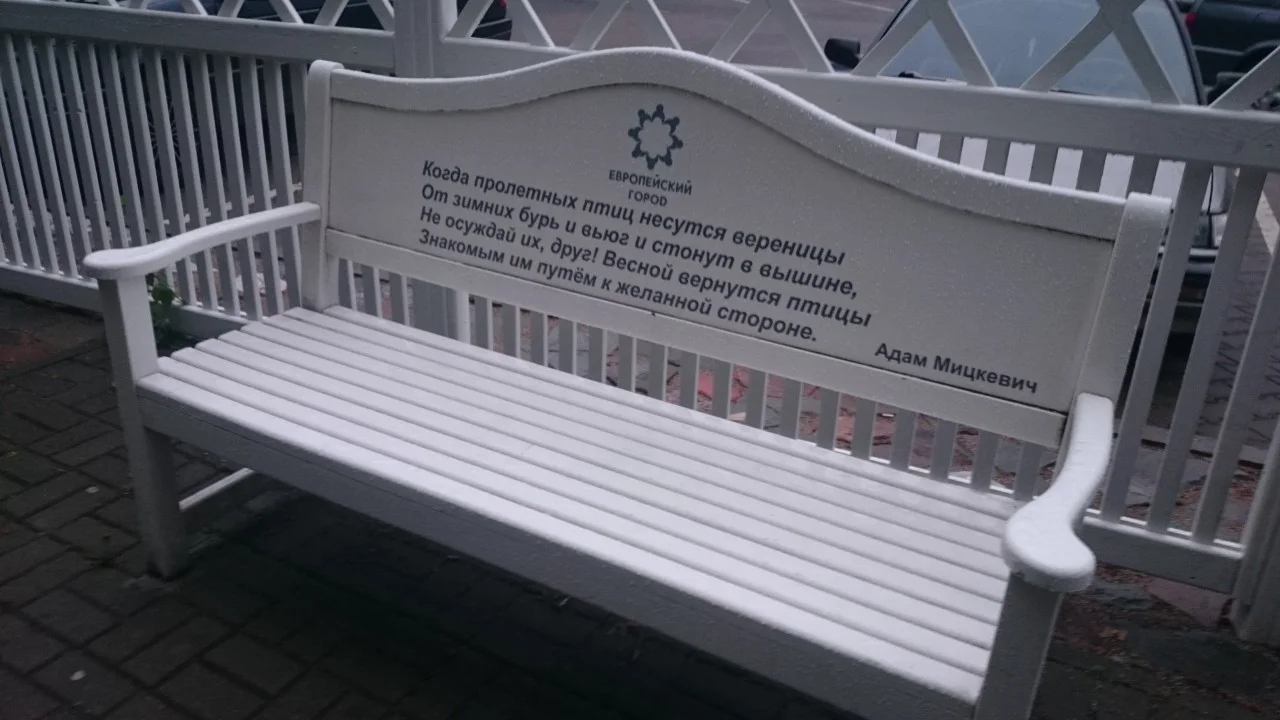 ЕВРОПЕЙСКИЙ
ГОРОД
Когда пролетных птиц несутся вереницы
От зимних бурь и вьюг и стонут в вышине,
Не осуждай их, друг! Весной вернутся птицы
Знакомым им путём к желанной стороне.
Адам Мицкевич